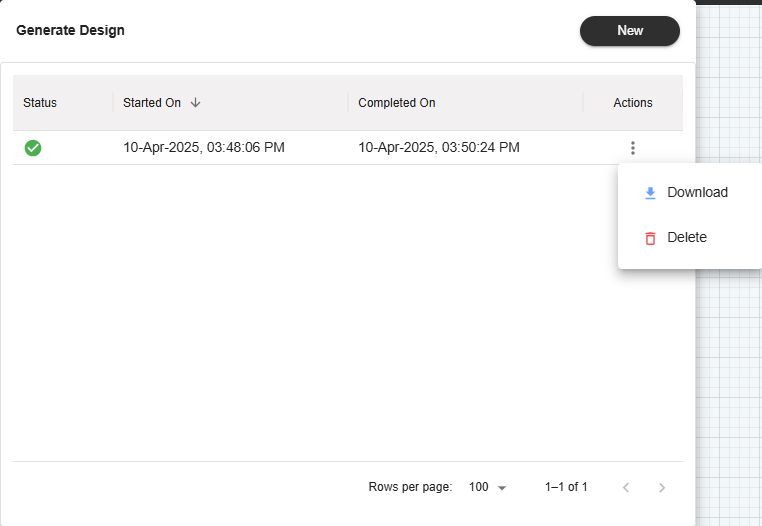 Generate Design New
Status Started On Completed On Actions
10-Apr-2025, 03:48:06 PM 10-Apr-2025, 03:50:24 PM
Download
Delete
Rows per page: 100 1–1 of 1